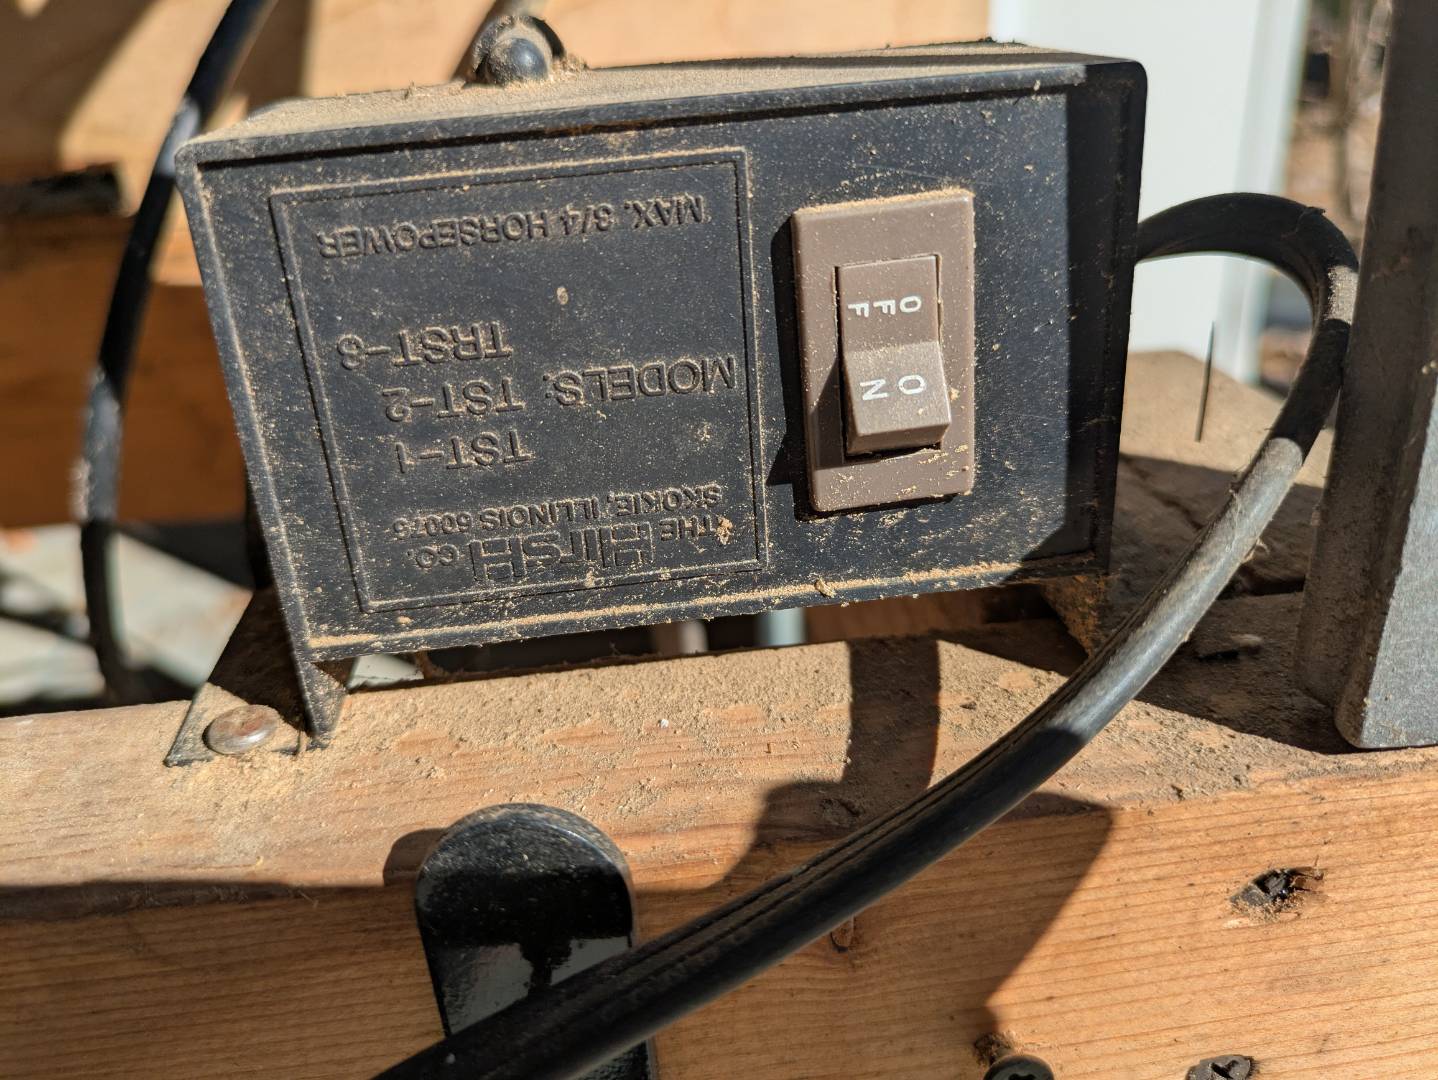 THE HIRSH CO.
SKOKIE, ILLINOIS 60076
TST-1
MODELS: TST-2
TRST-3
MAX. 3/4 HORSEPOWER
OFF
ON